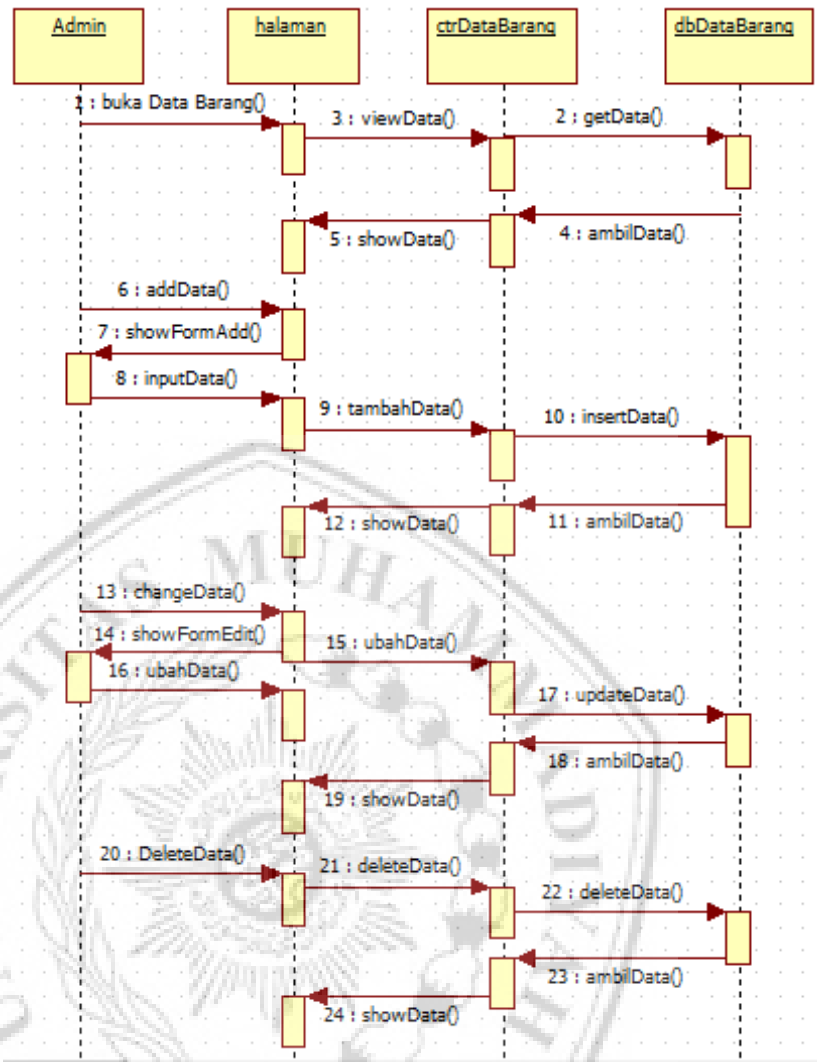 Admin
halaman
ctrDataBarang
dbDataBarang
1 : buka Data Barang()
3 : viewData()
2 : getData()
4 : ambilData()
5 : showData()
6 : addData()
7 : showFormAdd()
8 : inputData()
9 : tambahData()
10 : insertData()
11 : ambilData()
12 : showData()
13 : changeData()
14 : showFormEdit()
15 : ubahData()
16 : ubahData()
17 : updateData()
18 : ambilData()
19 : showData()
20 : DeleteData()
21 : deleteData()
22 : deleteData()
23 : ambilData()
24 : showData()